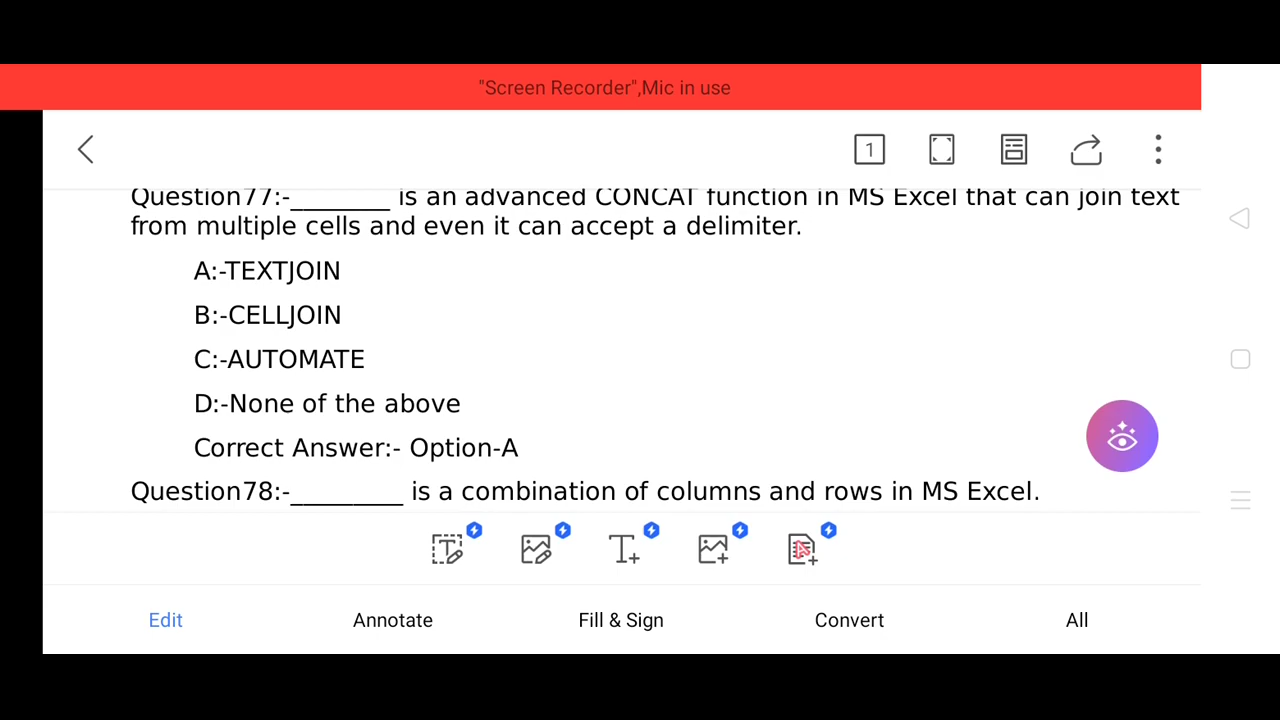 "Screen Recorder",Mic in use
1
Question77:-________ is an advanced CONCAT function in MS Excel that can join text
from multiple cells and even it can accept a delimiter.
A:-TEXTJOIN
B:-CELLJOIN
C:-AUTOMATE
D:-None of the above
Correct Answer:- Option-A
Question78:-_________ is a combination of columns and rows in MS Excel.
Edit
Annotate
Fill & Sign
Convert
All